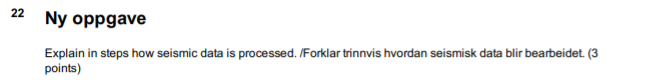 22 Ny oppgave
Explain in steps how seismic data is processed. /Forklar trinnvis hvordan seismisk data blir bearbeidet. (3
points)